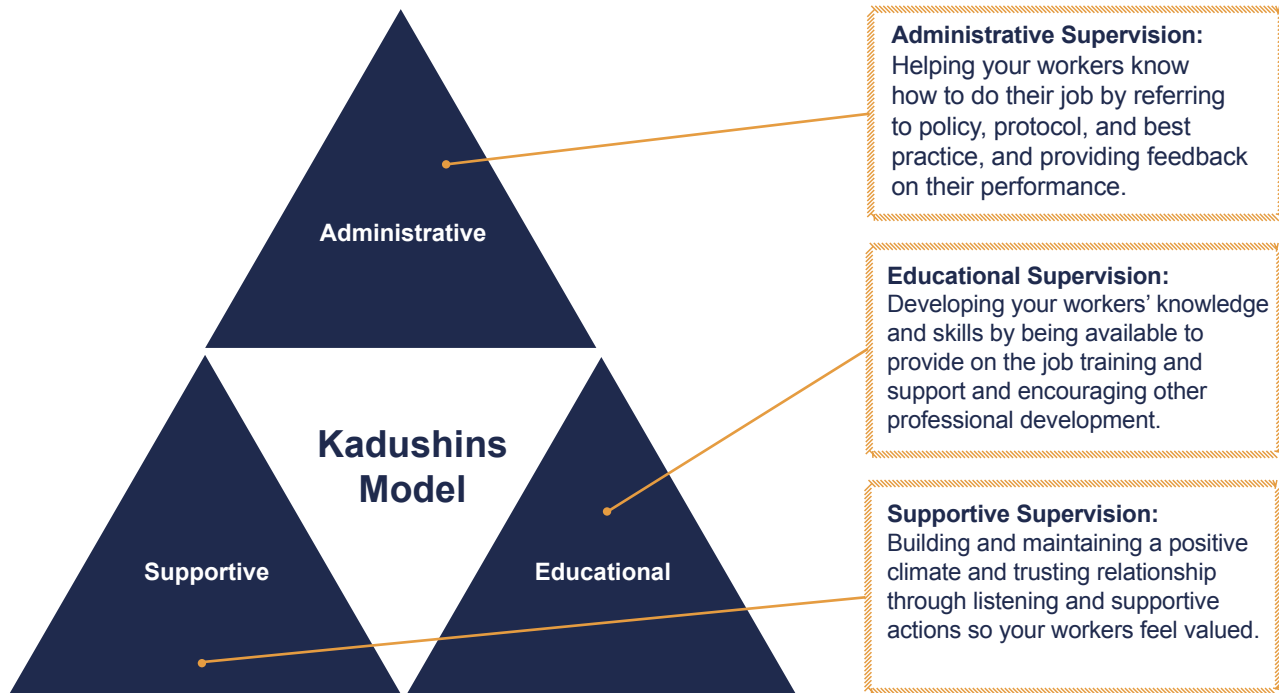 Administrative
Kadushins
Model
Supportive
Educational
Administrative Supervision:
Helping your workers know
how to do their job by referring
to policy, protocol, and best
practice, and providing feedback
on their performance.
Educational Supervision:
Developing your workers’ knowledge
and skills by being available to
provide on the job training and
support and encouraging other
professional development.
Supportive Supervision:
Building and maintaining a positive
climate and trusting relationship
through listening and supportive
actions so your workers feel valued.